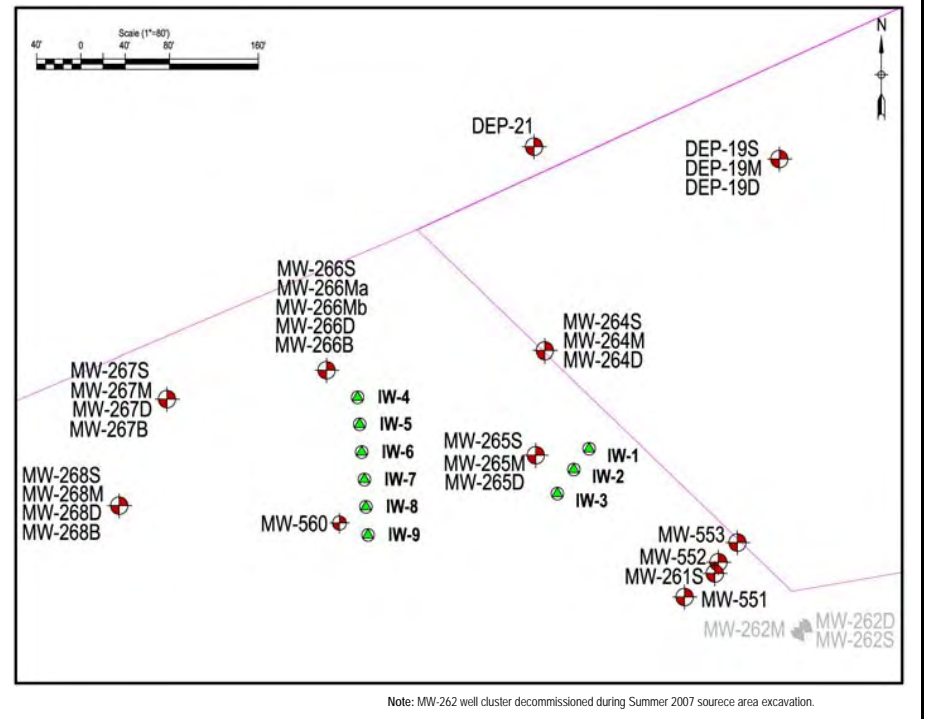 Scale (1"=80')
40' 0 40' 80' 160'
N
DEP-21
DEP-19S
DEP-19M
DEP-19D
MW-266S
MW-266Ma
MW-266Mb
MW-266D
MW-266B
MW-264S
MW-264M
MW-264D
MW-267S
MW-267M
MW-267D
MW-267B
IW-4
IW-5
IW-6
IW-7
IW-8
IW-9
MW-265S
MW-265M
MW-265D
IW-1
IW-2
IW-3
MW-268S
MW-268M
MW-268D
MW-268B
MW-560
MW-553
MW-552
MW-261S
MW-551
MW-262M
MW-262D
MW-262S
Note: MW-262 well cluster decommissioned during Summer 2007 sourece area excavation.